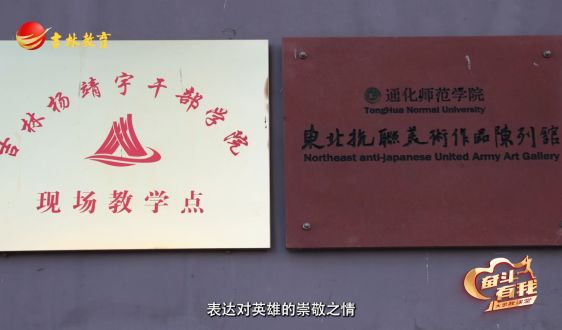 吉林教育
吉林杨靖宇干部学院
现场教学点
通化师范学院
TongHua Normal University
東北抗聯美術作品陳列館
Northeast anti-japanese United Army Art Gallery
奋斗
有我
表达对英雄的崇敬之情